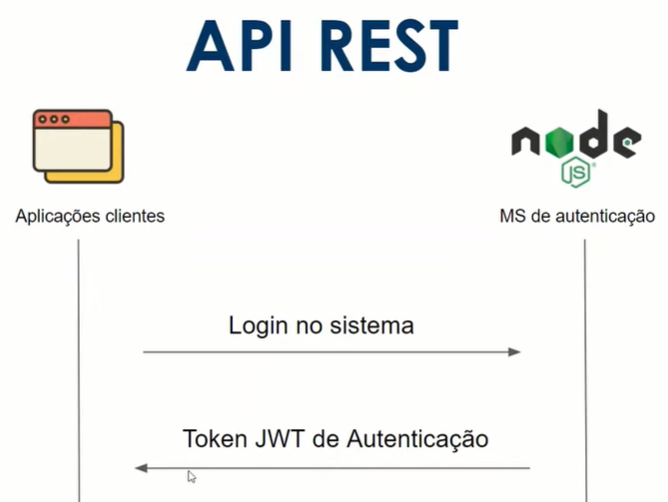 API REST
node
JS
Aplicações clientes
MS de autenticação
Login no sistema
Token JWT de Autenticação